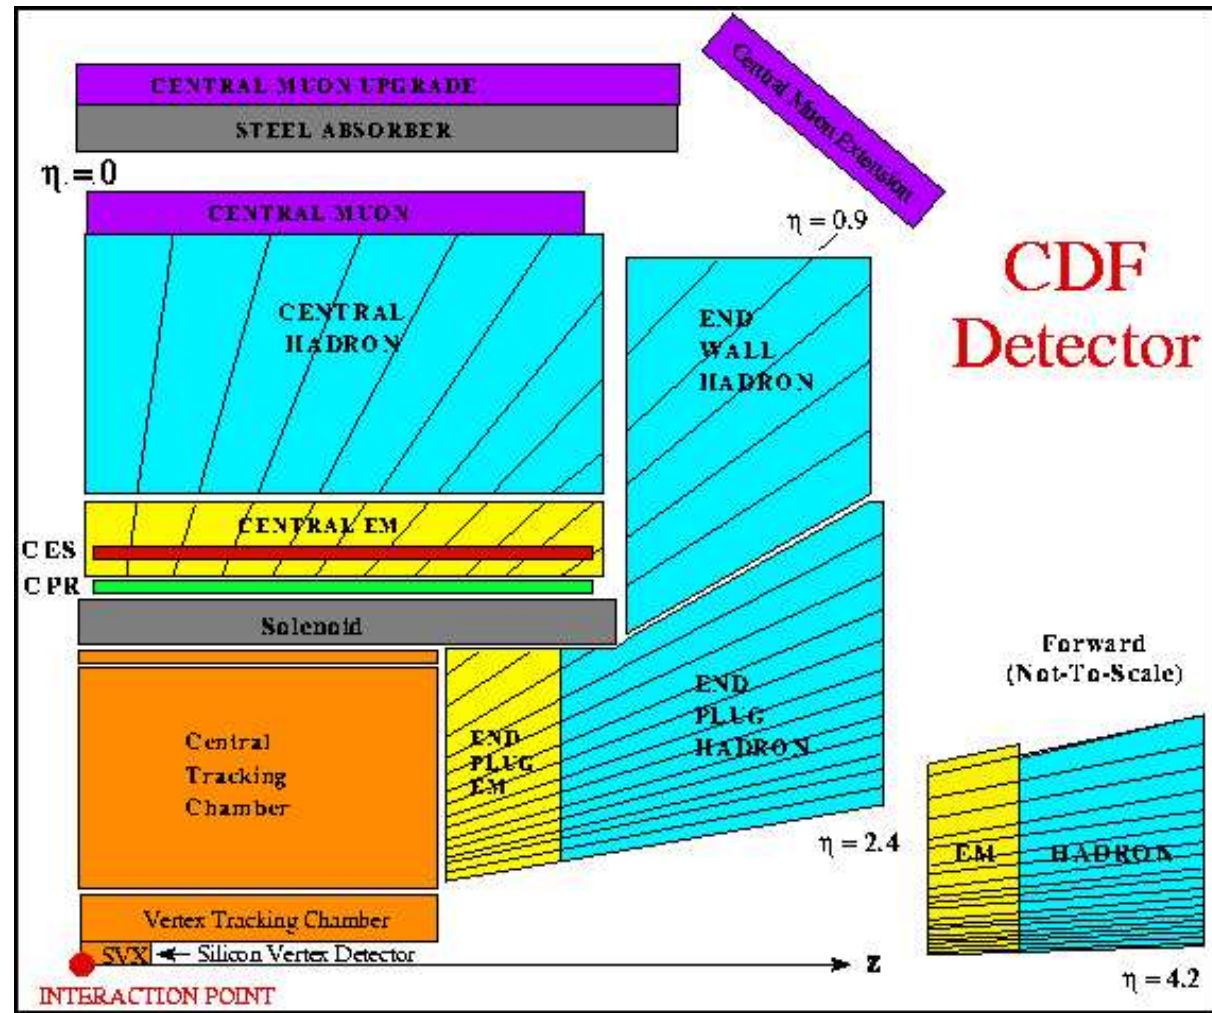 CENTRAL MUON UPGRADE
STEEL ABSORBER
Central Muon Extension
η = 0
CENTRAL MUON
η = 0.9
CDF
Detector
CENTRAL
HADRON
END
WALL
HADRON
CENTRAL EM
CES
CPR
Solenoid
Forward
(Not-To-Scale)
END
PLUG
HADRON
Central
Tracking
Chamber
END
PLUG
EM
η = 2.4
EM
HADRON
Vertex Tracking Chamber
SVX
Silicon Vertex Detector
Z
η = 4.2
INTERACTION POINT